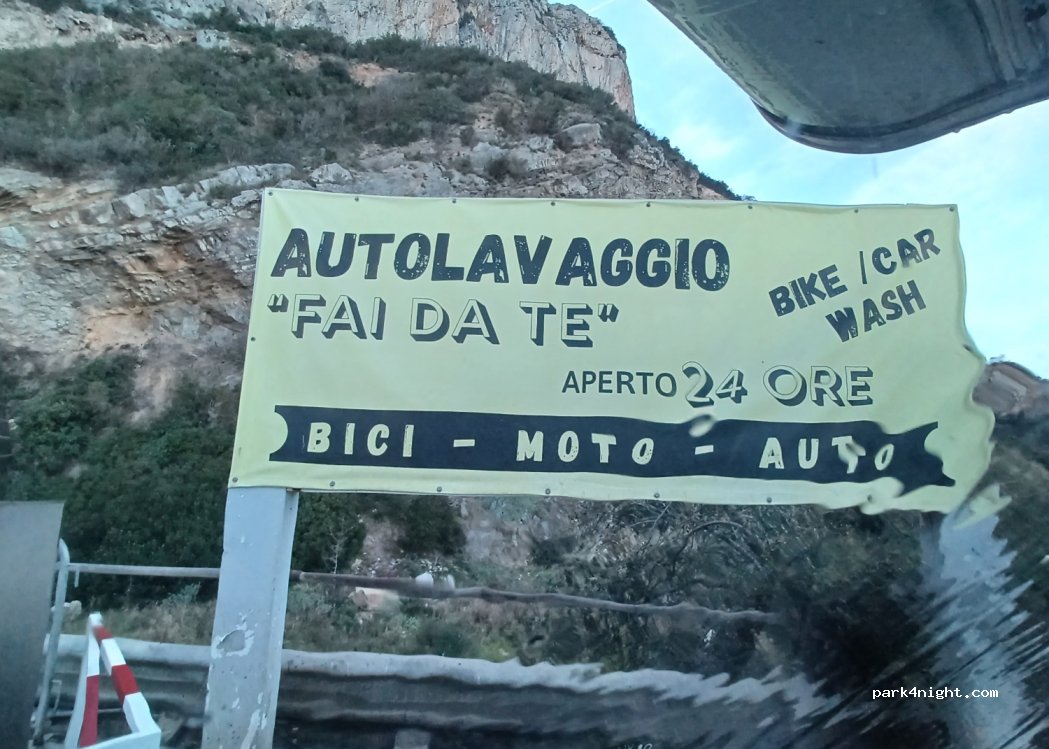 AUTOLAVAGGIO
"FAI DA TE"
BIKE / CAR
WASH
APERTO 24 ORE
BICI - MOTO - AUTO
park4night.com